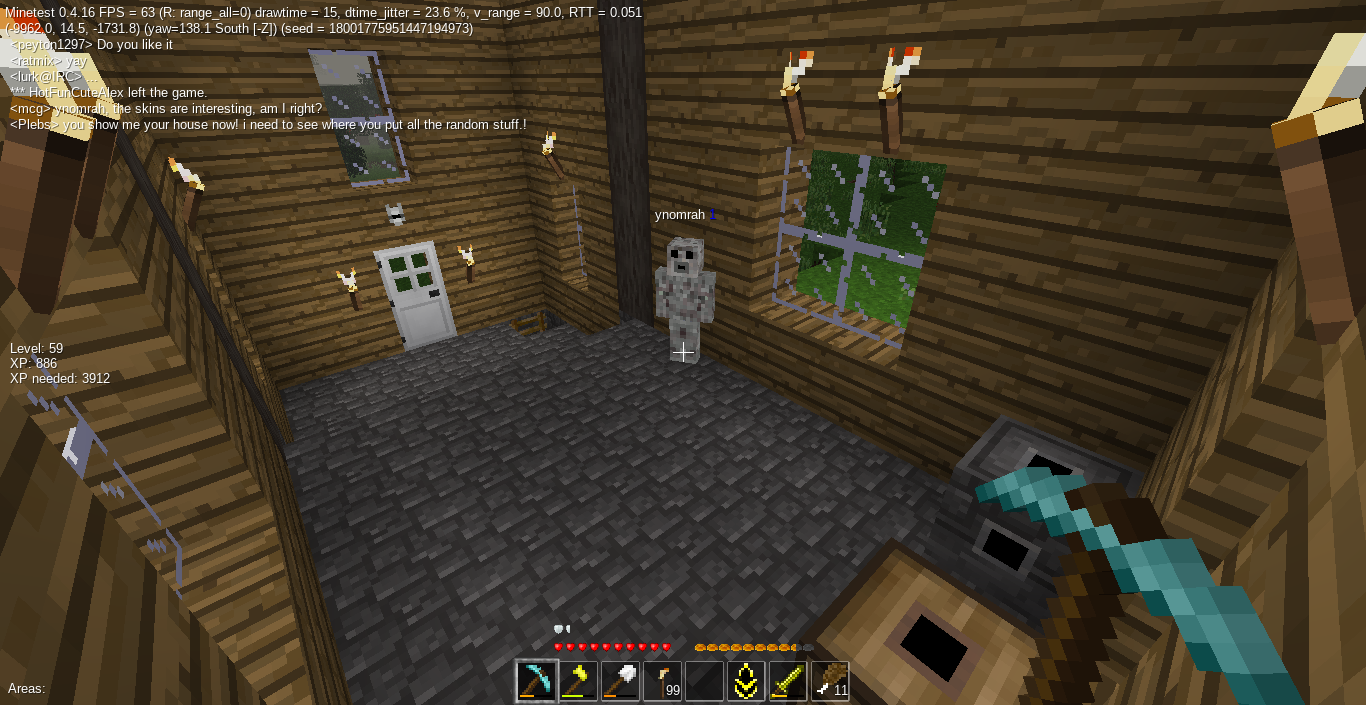 Minetest 0.4.16 FPS = 63 (R: range_all=0) drawtime = 15, dtime_jitter = 23.6 %, v_range = 90.0, RTT = 0.051
(-9962.0, 14.5, -1731.8) (yaw=138.1 South [-Z]) (seed = 18001775951447194973)
<peyton1297> Do you like it
<ratmix> yay
<lurk@IRC> ...
*** HotFunCuteAlex left the game.
<mcg> ynomrah, the skins are interesting, am I right?
<Plebs> you show me your house now! i need to see where you put all the random stuff.!
ynomrah 1
Level: 59
XP: 886
XP needed: 3912
Areas:
99
11